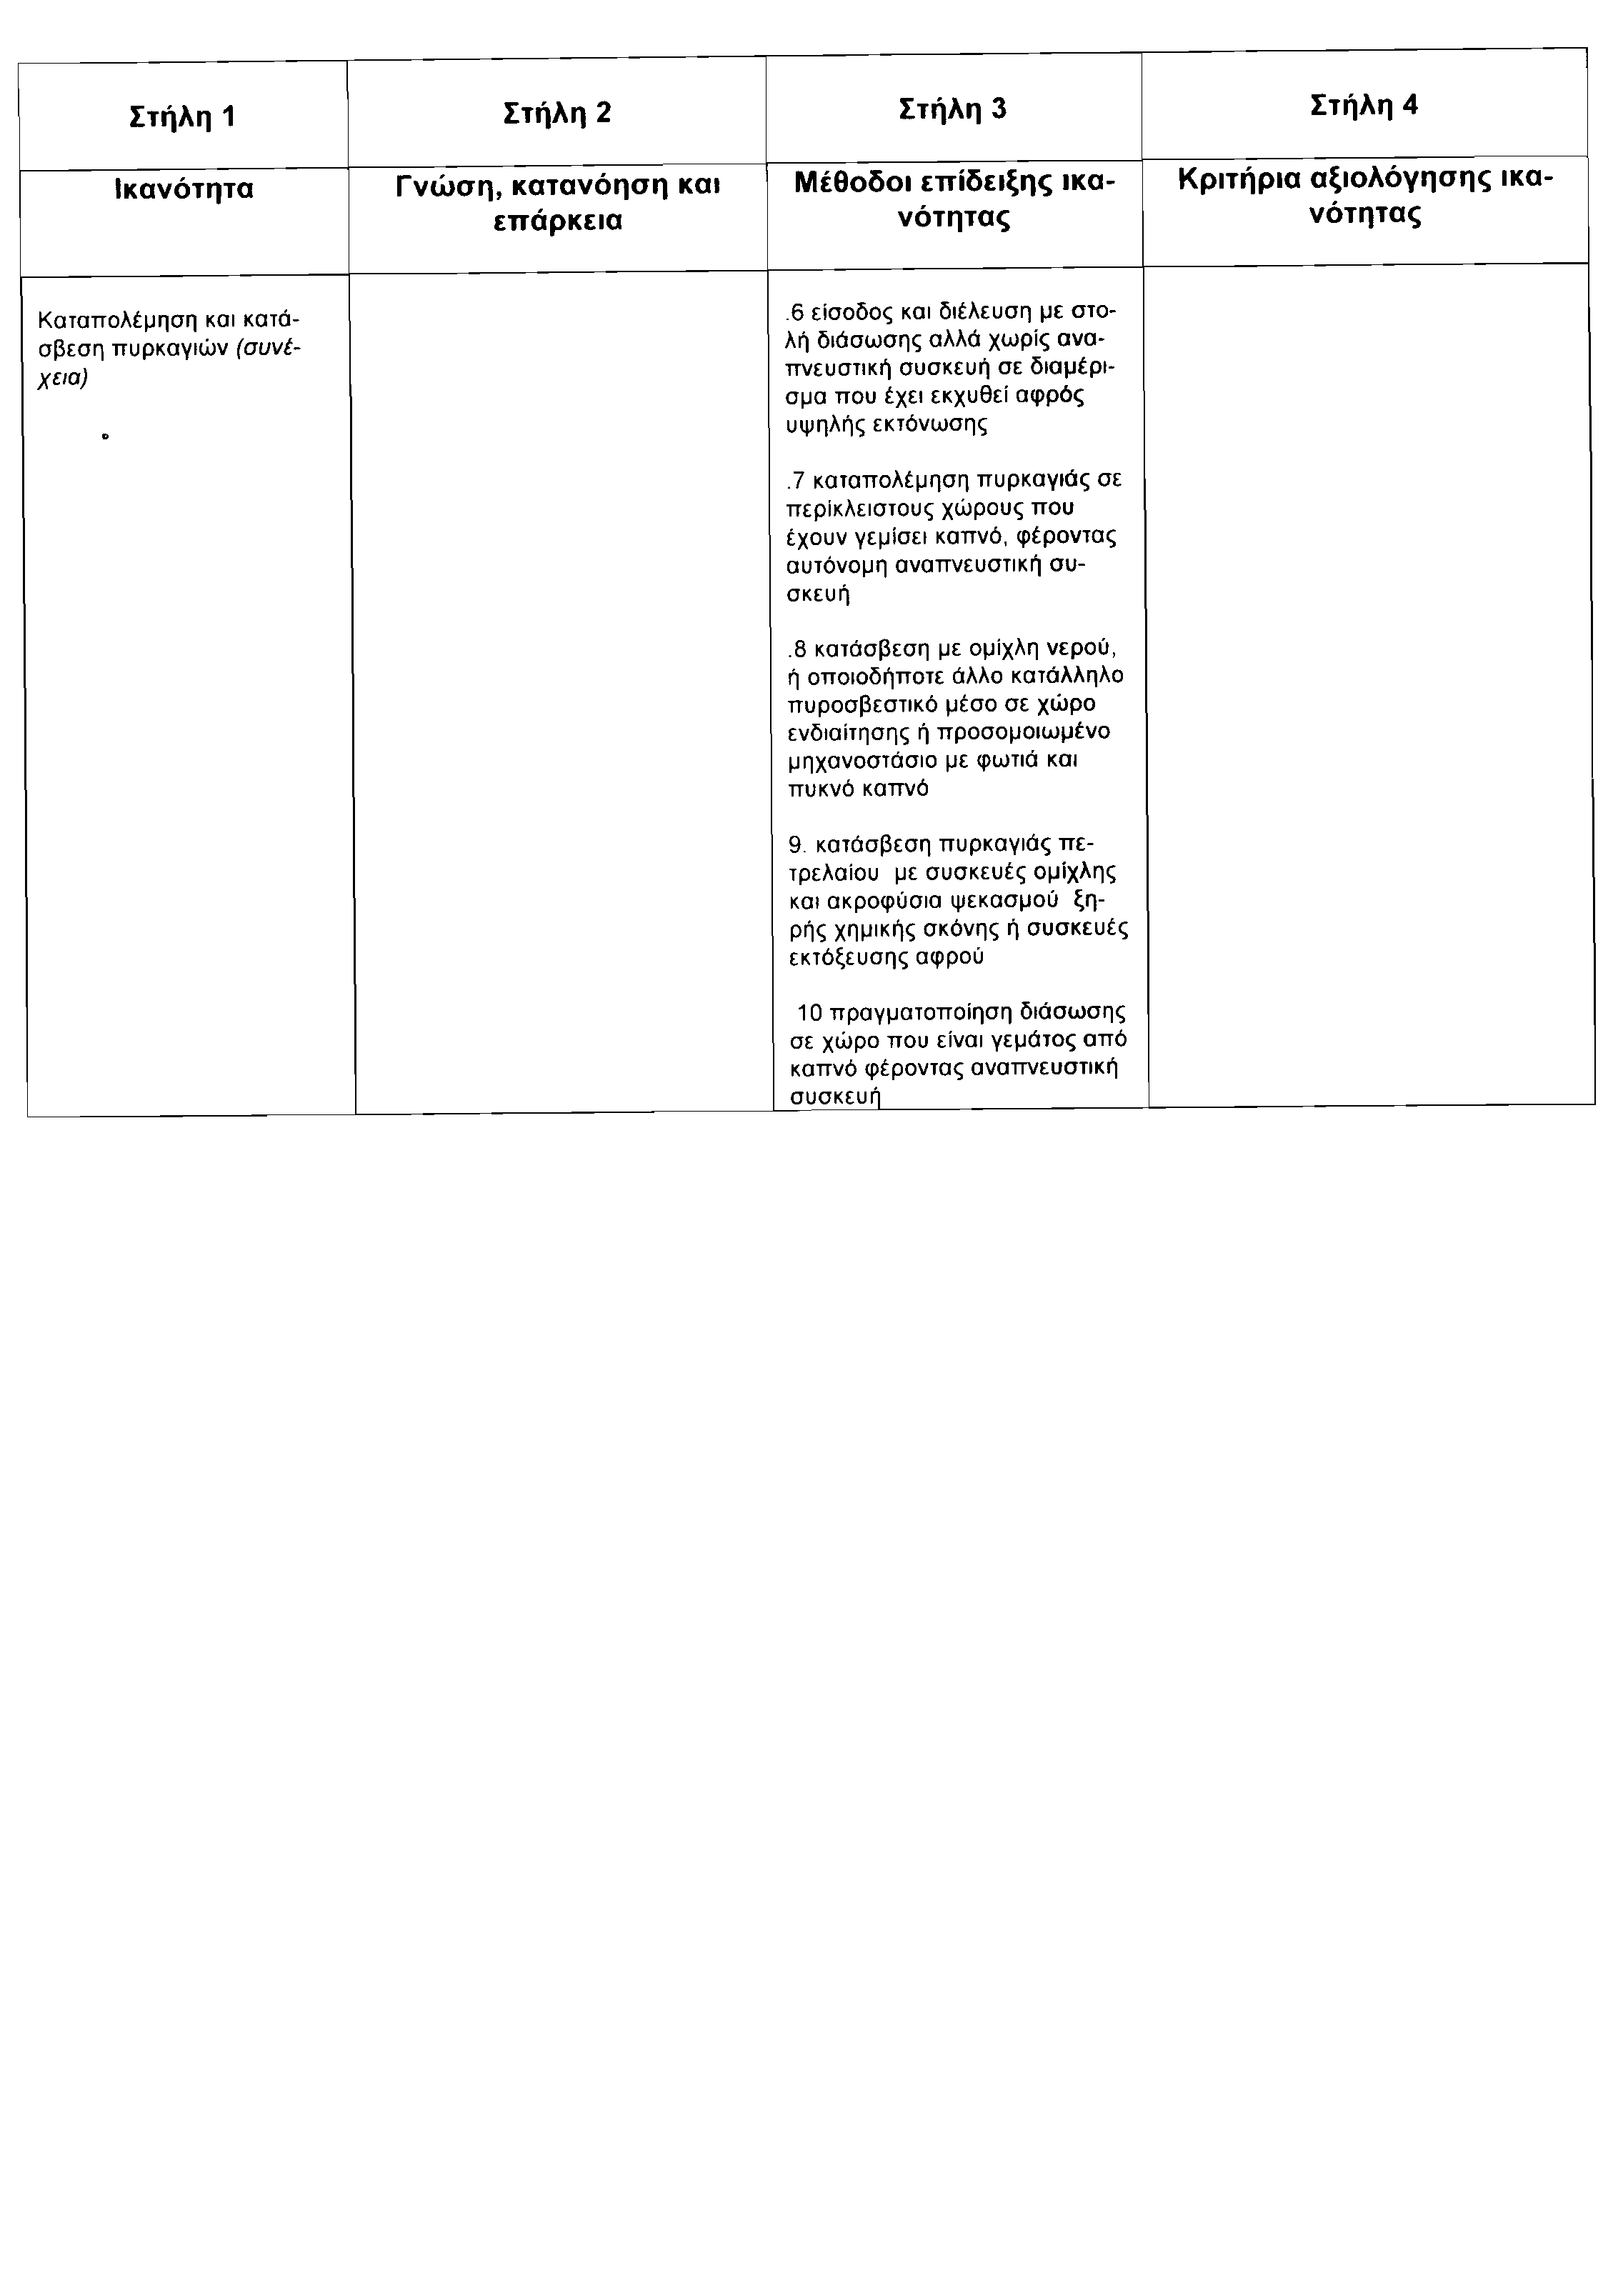 Στήλη 1
Στήλη 2
Στήλη 3
Στήλη 4
Ικανότητα
Γνώση, κατανόηση και
επάρκεια
Μέθοδοι επίδειξης ικα-
νότητας
Κριτήρια αξιολόγησης ικα-
νότητας
Καταπολέμηση και κατά-
σβεση πυρκαγιών (συνέ-
χεια)
.6 είσοδος και διέλευση με στο-
λή διάσωσης αλλά χωρίς ανα-
πνευστική συσκευή σε διαμέρι-
σμα που έχει εκχυθεί αφρός
υψηλής εκτόνωσης
.7 καταπολέμηση πυρκαγιάς σε
περίκλειστους χώρους που
έχουν γεμίσει καπνό, φέροντας
αυτόνομη αναπνευστική συ-
σκευή
.8 κατάσβεση με ομίχλη νερού,
ή οποιοδήποτε άλλο κατάλληλο
πυροσβεστικό μέσο σε χώρο
ενδιαίτησης ή προσομοιωμένο
μηχανοστάσιο με φωτιά και
πυκνό καπνό
9. κατάσβεση πυρκαγιάς πε-
τρελαίου με συσκευές ομίχλης
και ακροφύσια ψεκασμού ξη-
ρής χημικής σκόνης ή συσκευές
εκτόξευσης αφρού
10 πραγματοποίηση διάσωσης
σε χώρο που είναι γεμάτος από
καπνό φέροντας αναπνευστική
συσκευή